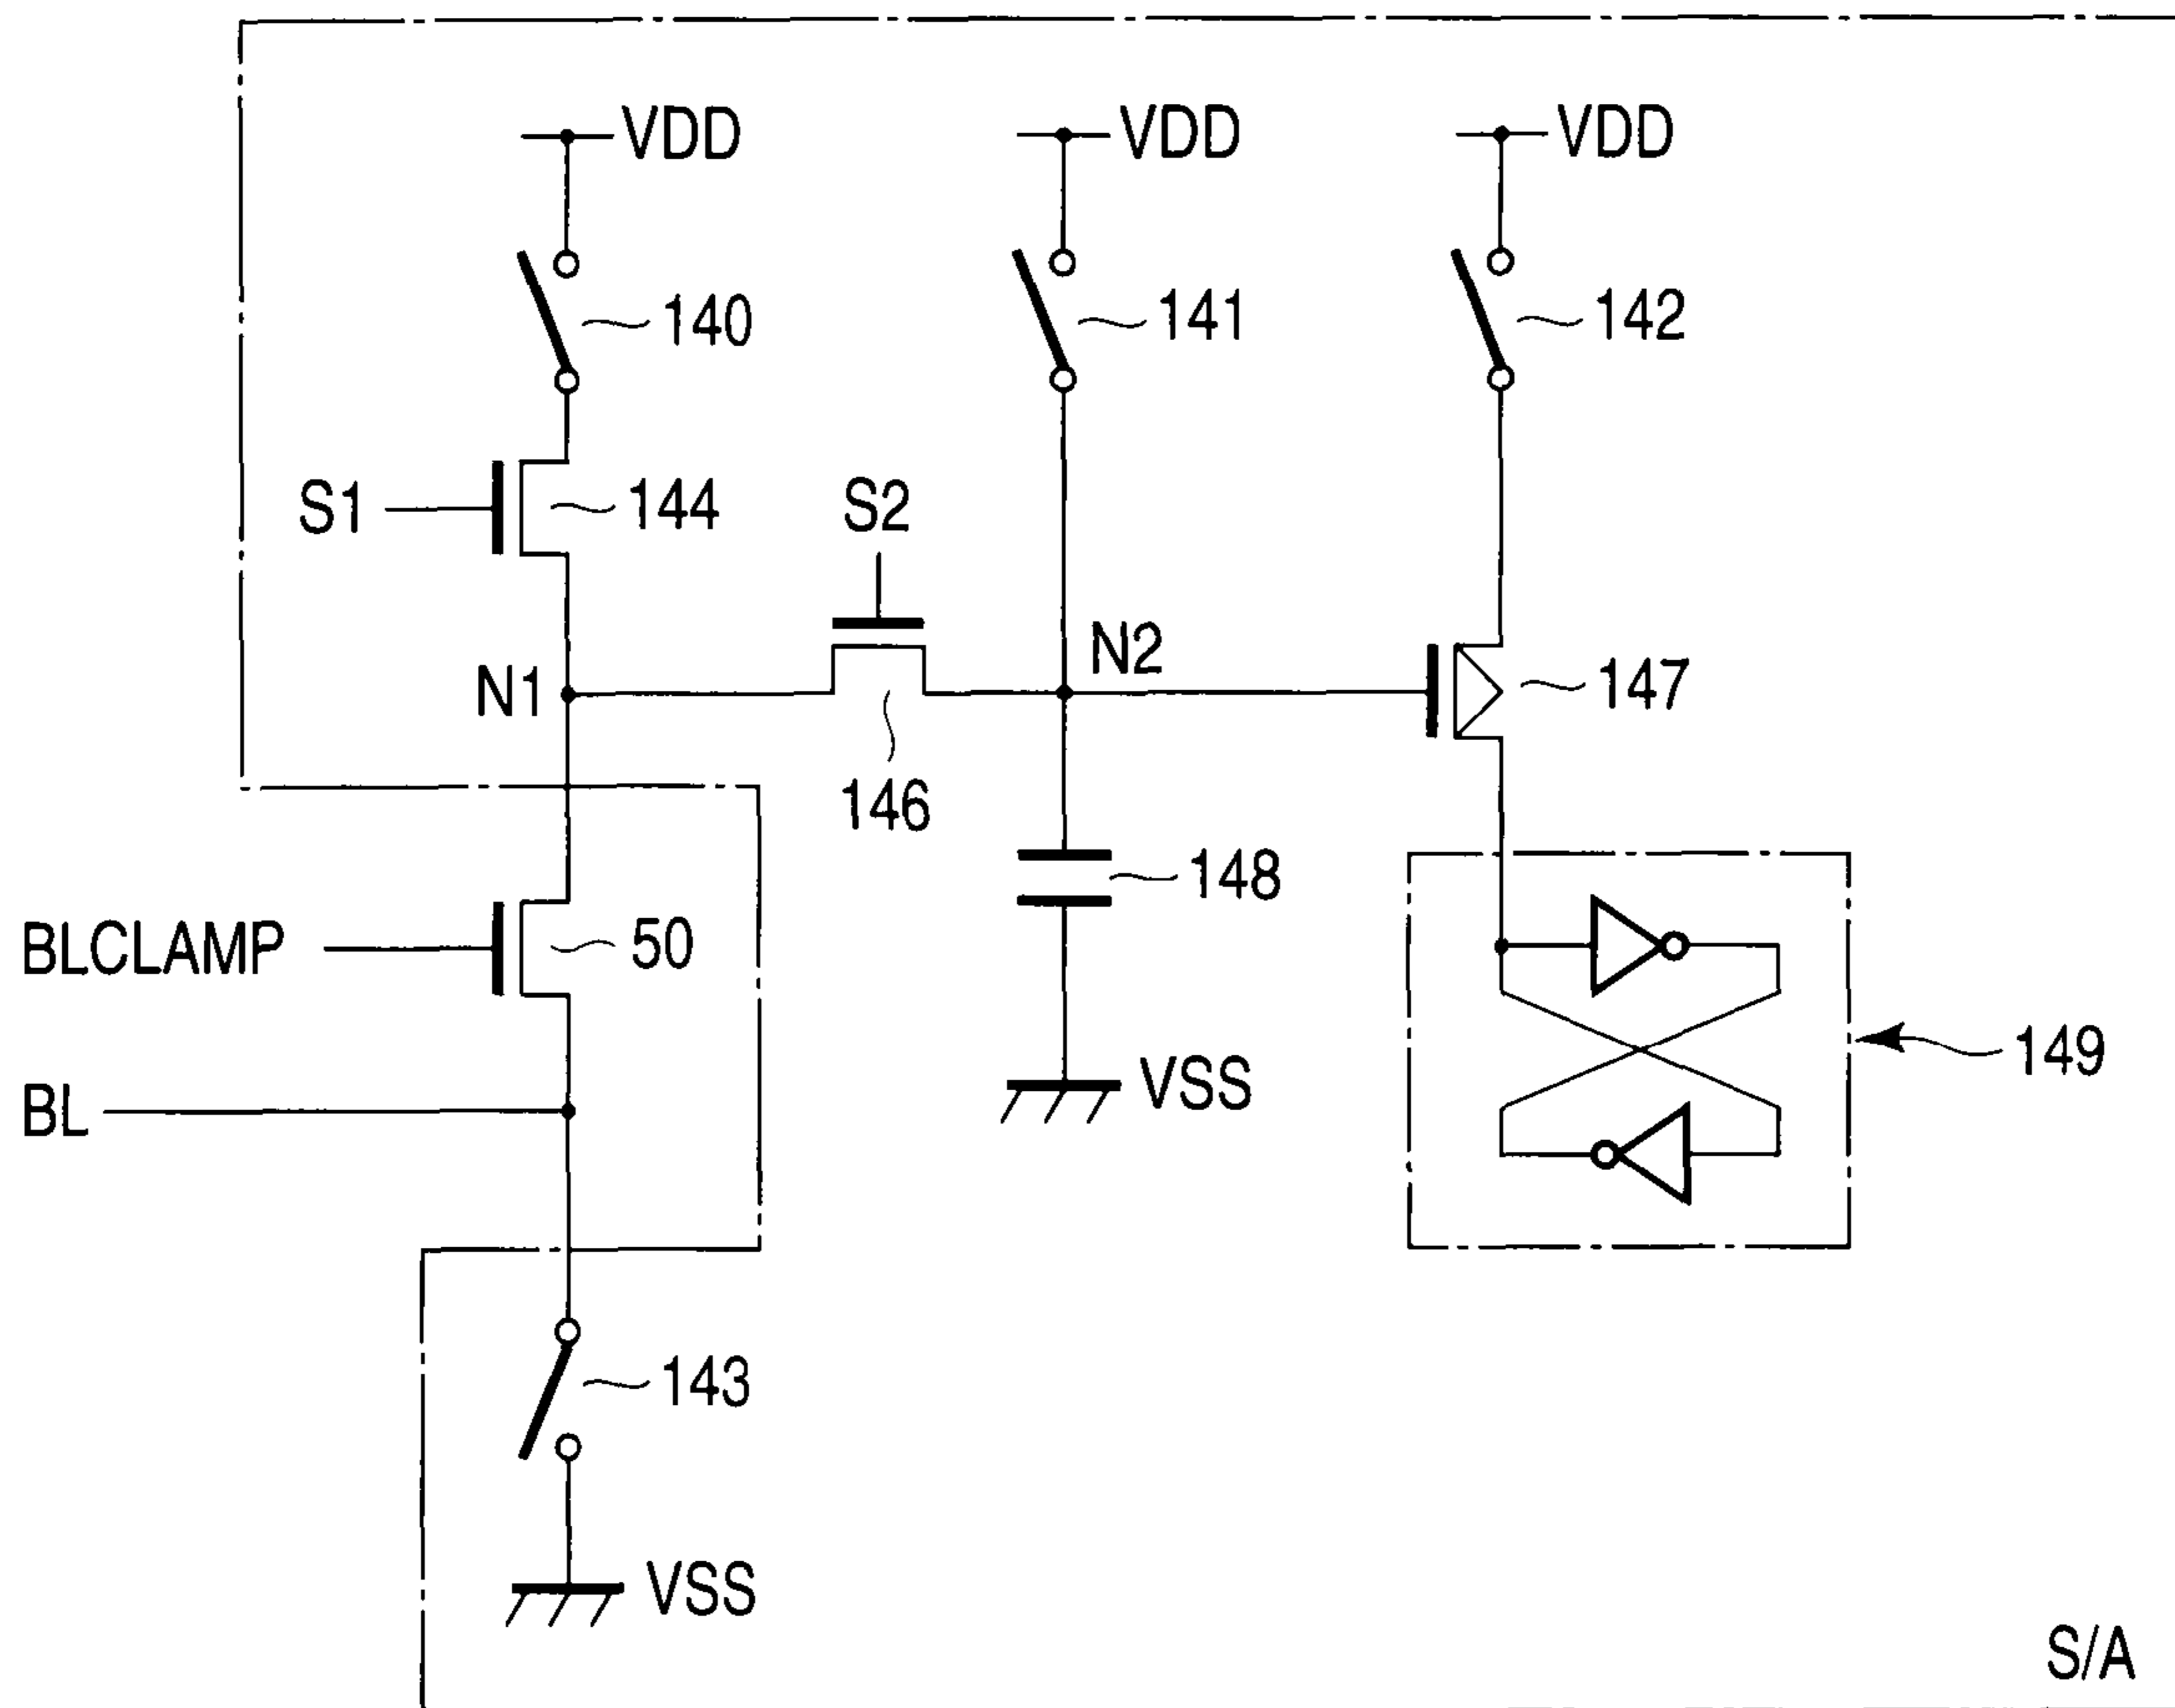 VDD
VDD
VDD
140
141
142
S1
144
S2
N1
N2
146
147
148
BLCLAMP
50
BL
VSS
149
143
VSS
S/A